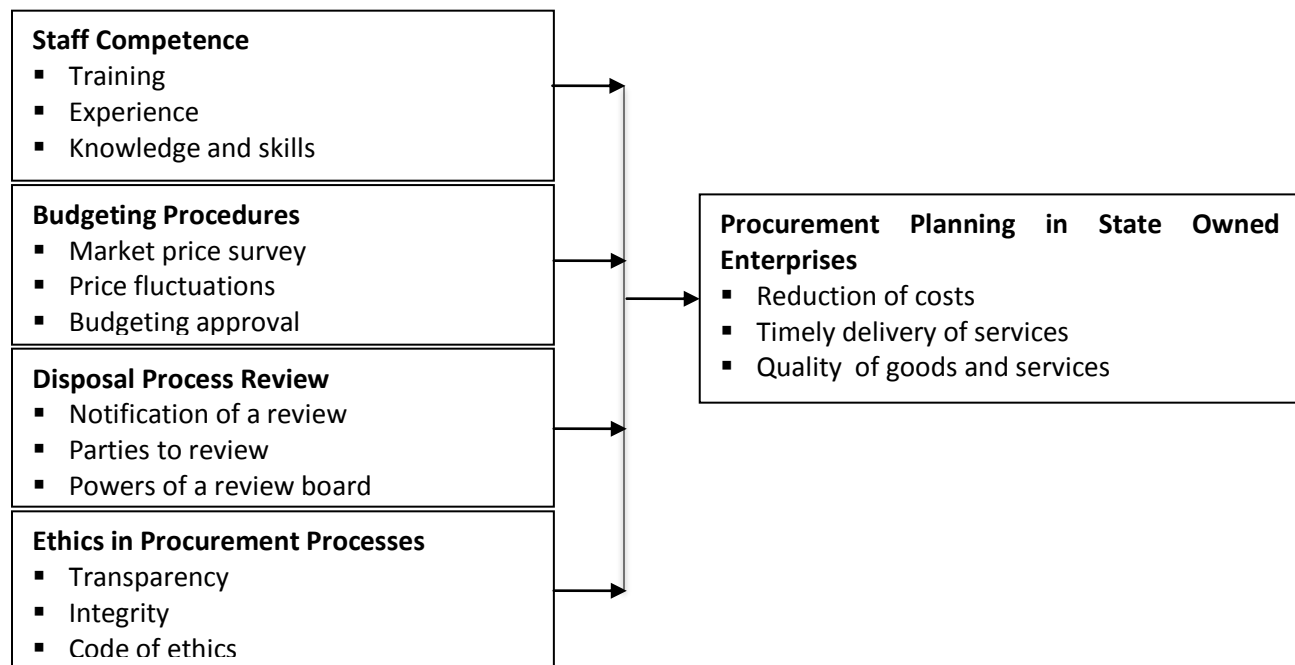 Staff Competence
▪ Training
▪ Experience
▪ Knowledge and skills
Budgeting Procedures
▪ Market price survey
▪ Price fluctuations
▪ Budgeting approval
Disposal Process Review
▪ Notification of a review
▪ Parties to review
▪ Powers of a review board
Ethics in Procurement Processes
▪ Transparency
▪ Integrity
▪ Code of ethics
Procurement Planning in State Owned
Enterprises
▪ Reduction of costs
▪ Timely delivery of services
▪ Quality of goods and services